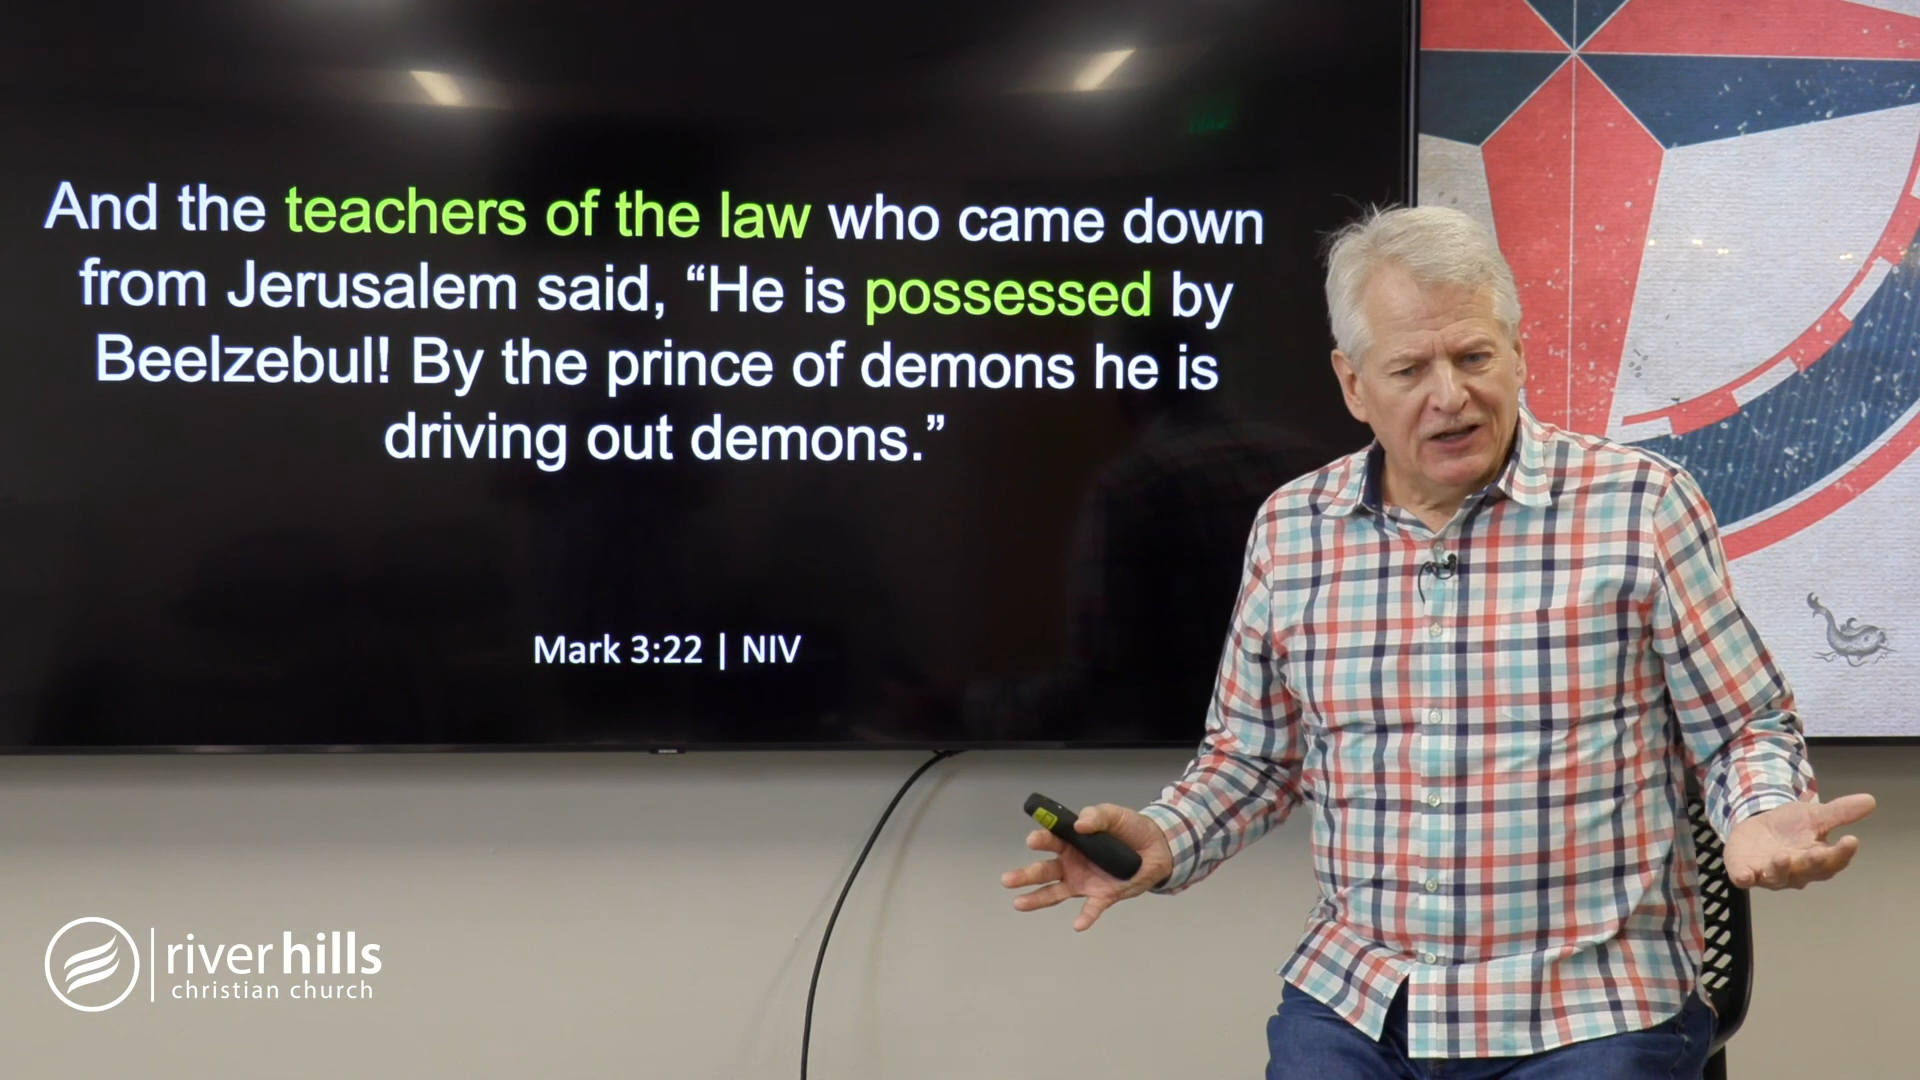 And the teachers of the law who came down
from Jerusalem said, “He is possessed by
Beelzebul! By the prince of demons he is
driving out demons.”
Mark 3:22 | NIV
SAMSUNG
river hills
christian church